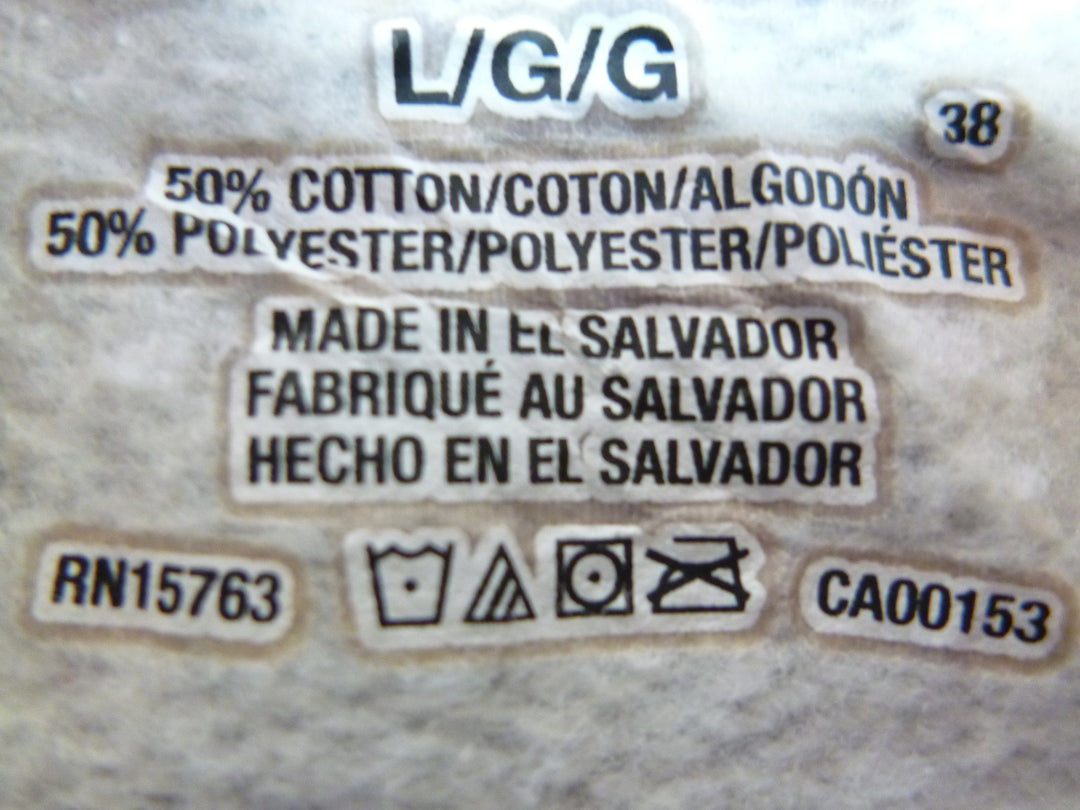 L/G/G
38
50% COTTON/COTON/ALGODÓN
50% POLYESTER/POLYESTER/POLIÉSTER
MADE IN EL SALVADOR
FABRIQUÉ AU SALVADOR
HECHO EN EL SALVADOR
RN15763 CA00153